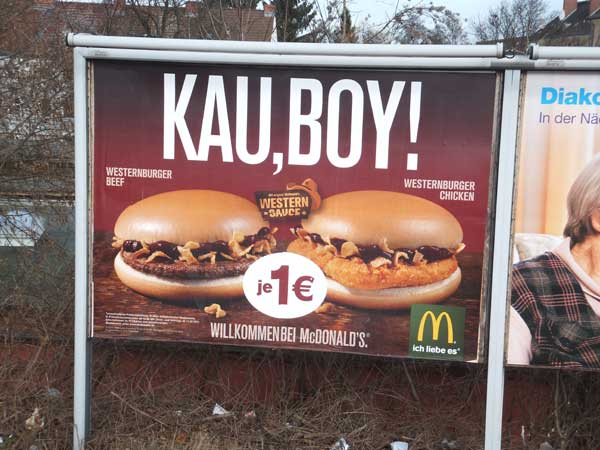 KAU,BOY!
WESTERNBURGER
BEEF
WESTERNBURGER
CHICKEN
WESTERN
SAUCE
je 1€
WILLKOMMEN BEI McDONALD'S.®
ich liebe es®
Diako
In der Nä